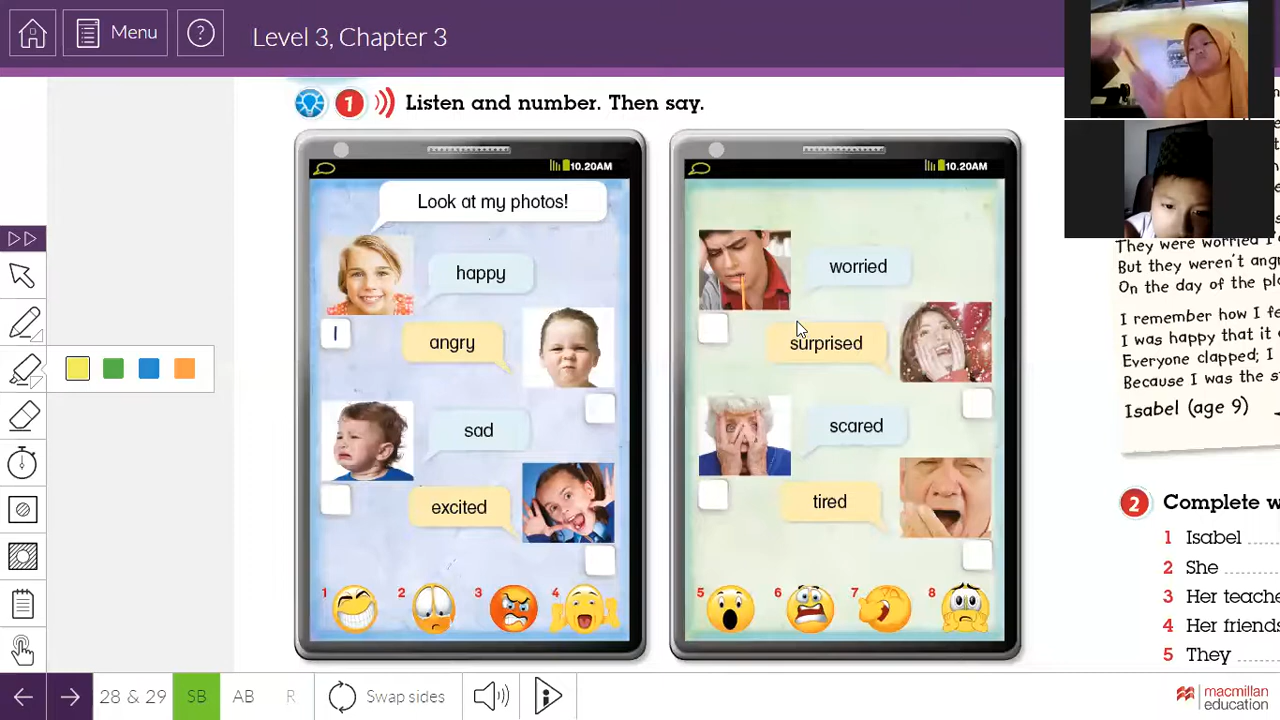 Menu
?
Level 3, Chapter 3
1 Listen and number. Then say.
10.20AM
Look at my photos!
happy
1
angry
sad
excited
1 2 3 4
10.20AM
worried
surprised
scared
tired
5 6 7 8
They were worried I
But they weren't angr
On the day of the pla
I remember how I fe
I was happy that it
Everyone clapped; I
Because I was the s
Isabel (age 9)
2 Complete w
1 Isabel
2 She
3 Her teache
4 Her friends
5 They
28 & 29
SB
AB
R
Swap sides
macmillan
education